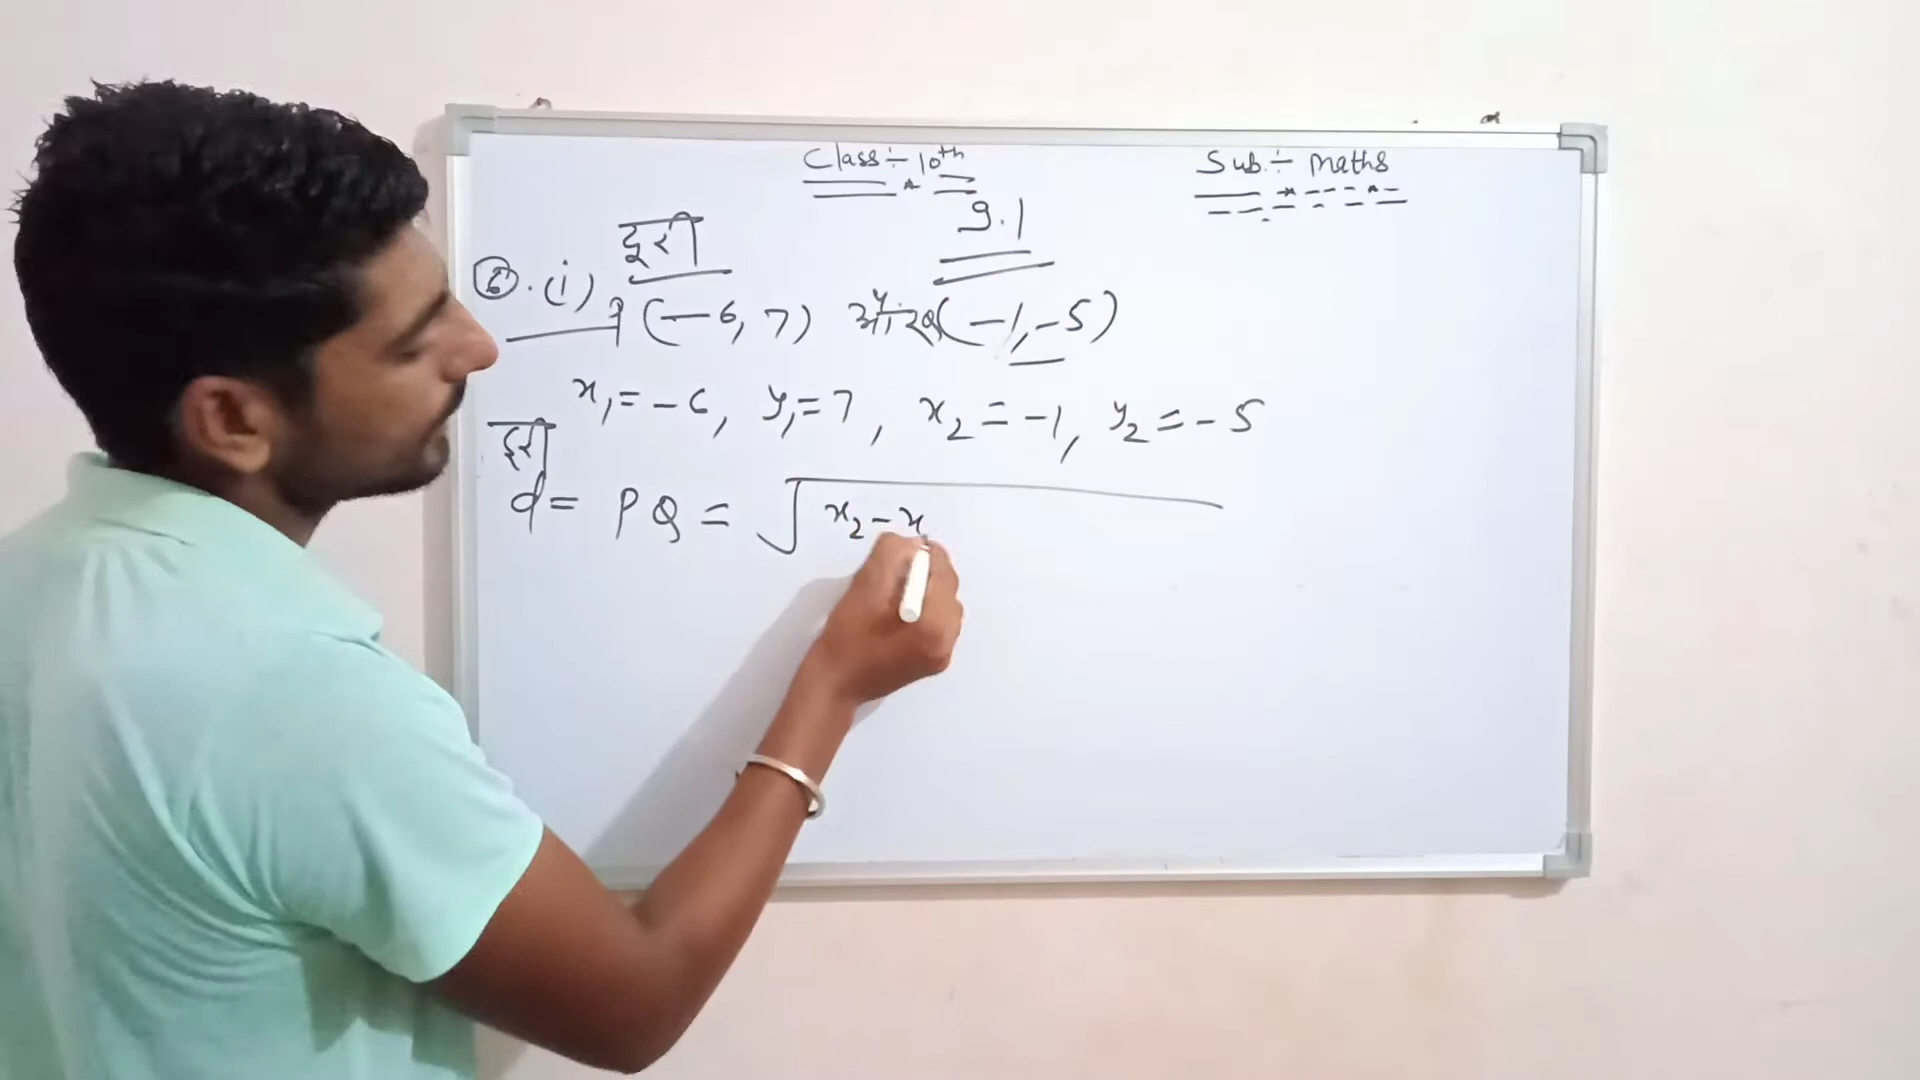 Class:- 10th Sub:- Maths
9.1
दूरी
6. (i)
P (-6, 7) और Q (-1, -5)
x₁ = -6, y₁ = 7, x₂ = -1, y₂ = -5
दूरी
d = PQ = √x₂ - x